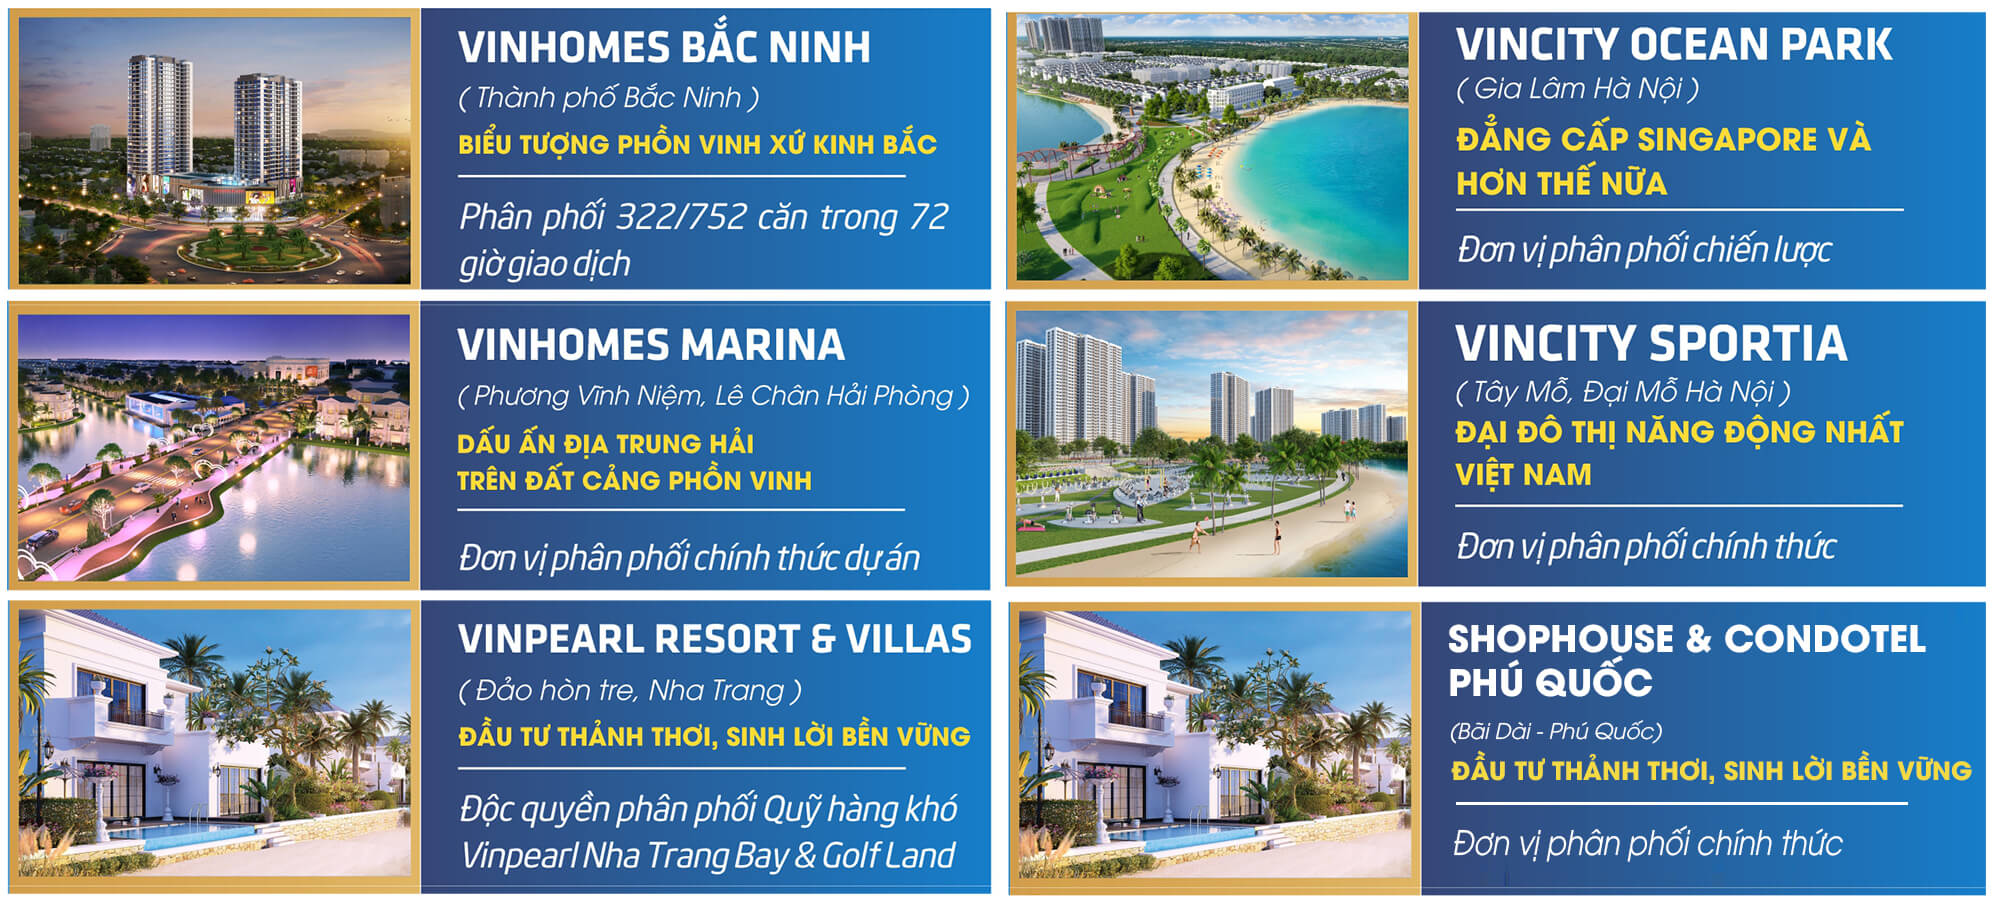 VINHOMES BẮC NINH
( Thành phố Bắc Ninh )
BIỂU TƯỢNG PHỒN VINH XỨ KINH BẮC
Phân phối 322/752 căn trong 72
giờ giao dịch
VINCITY OCEAN PARK
( Gia Lâm Hà Nội )
ĐẲNG CẤP SINGAPORE VÀ
HƠN THẾ NỮA
Đơn vị phân phối chiến lược
VINHOMES MARINA
( Phương Vĩnh Niệm, Lê Chân Hải Phòng )
DẤU ẤN ĐỊA TRUNG HẢI
TRÊN ĐẤT CẢNG PHỒN VINH
Đơn vị phân phối chính thức dự án
VINCITY SPORTIA
( Tây Mỗ, Đại Mỗ Hà Nội )
ĐẠI ĐÔ THỊ NĂNG ĐỘNG NHẤT
VIỆT NAM
Đơn vị phân phối chính thức
VINPEARL RESORT & VILLAS
( Đảo hòn tre, Nha Trang )
ĐẦU TƯ THẢNH THƠI, SINH LỜI BỀN VỮNG
Độc quyền phân phối Quỹ hàng khó
Vinpearl Nha Trang Bay & Golf Land
SHOPHOUSE & CONDOTEL
PHÚ QUỐC
(Bãi Dài - Phú Quốc)
ĐẦU TƯ THẢNH THƠI, SINH LỜI BỀN VỮNG
Đơn vị phân phối chính thức